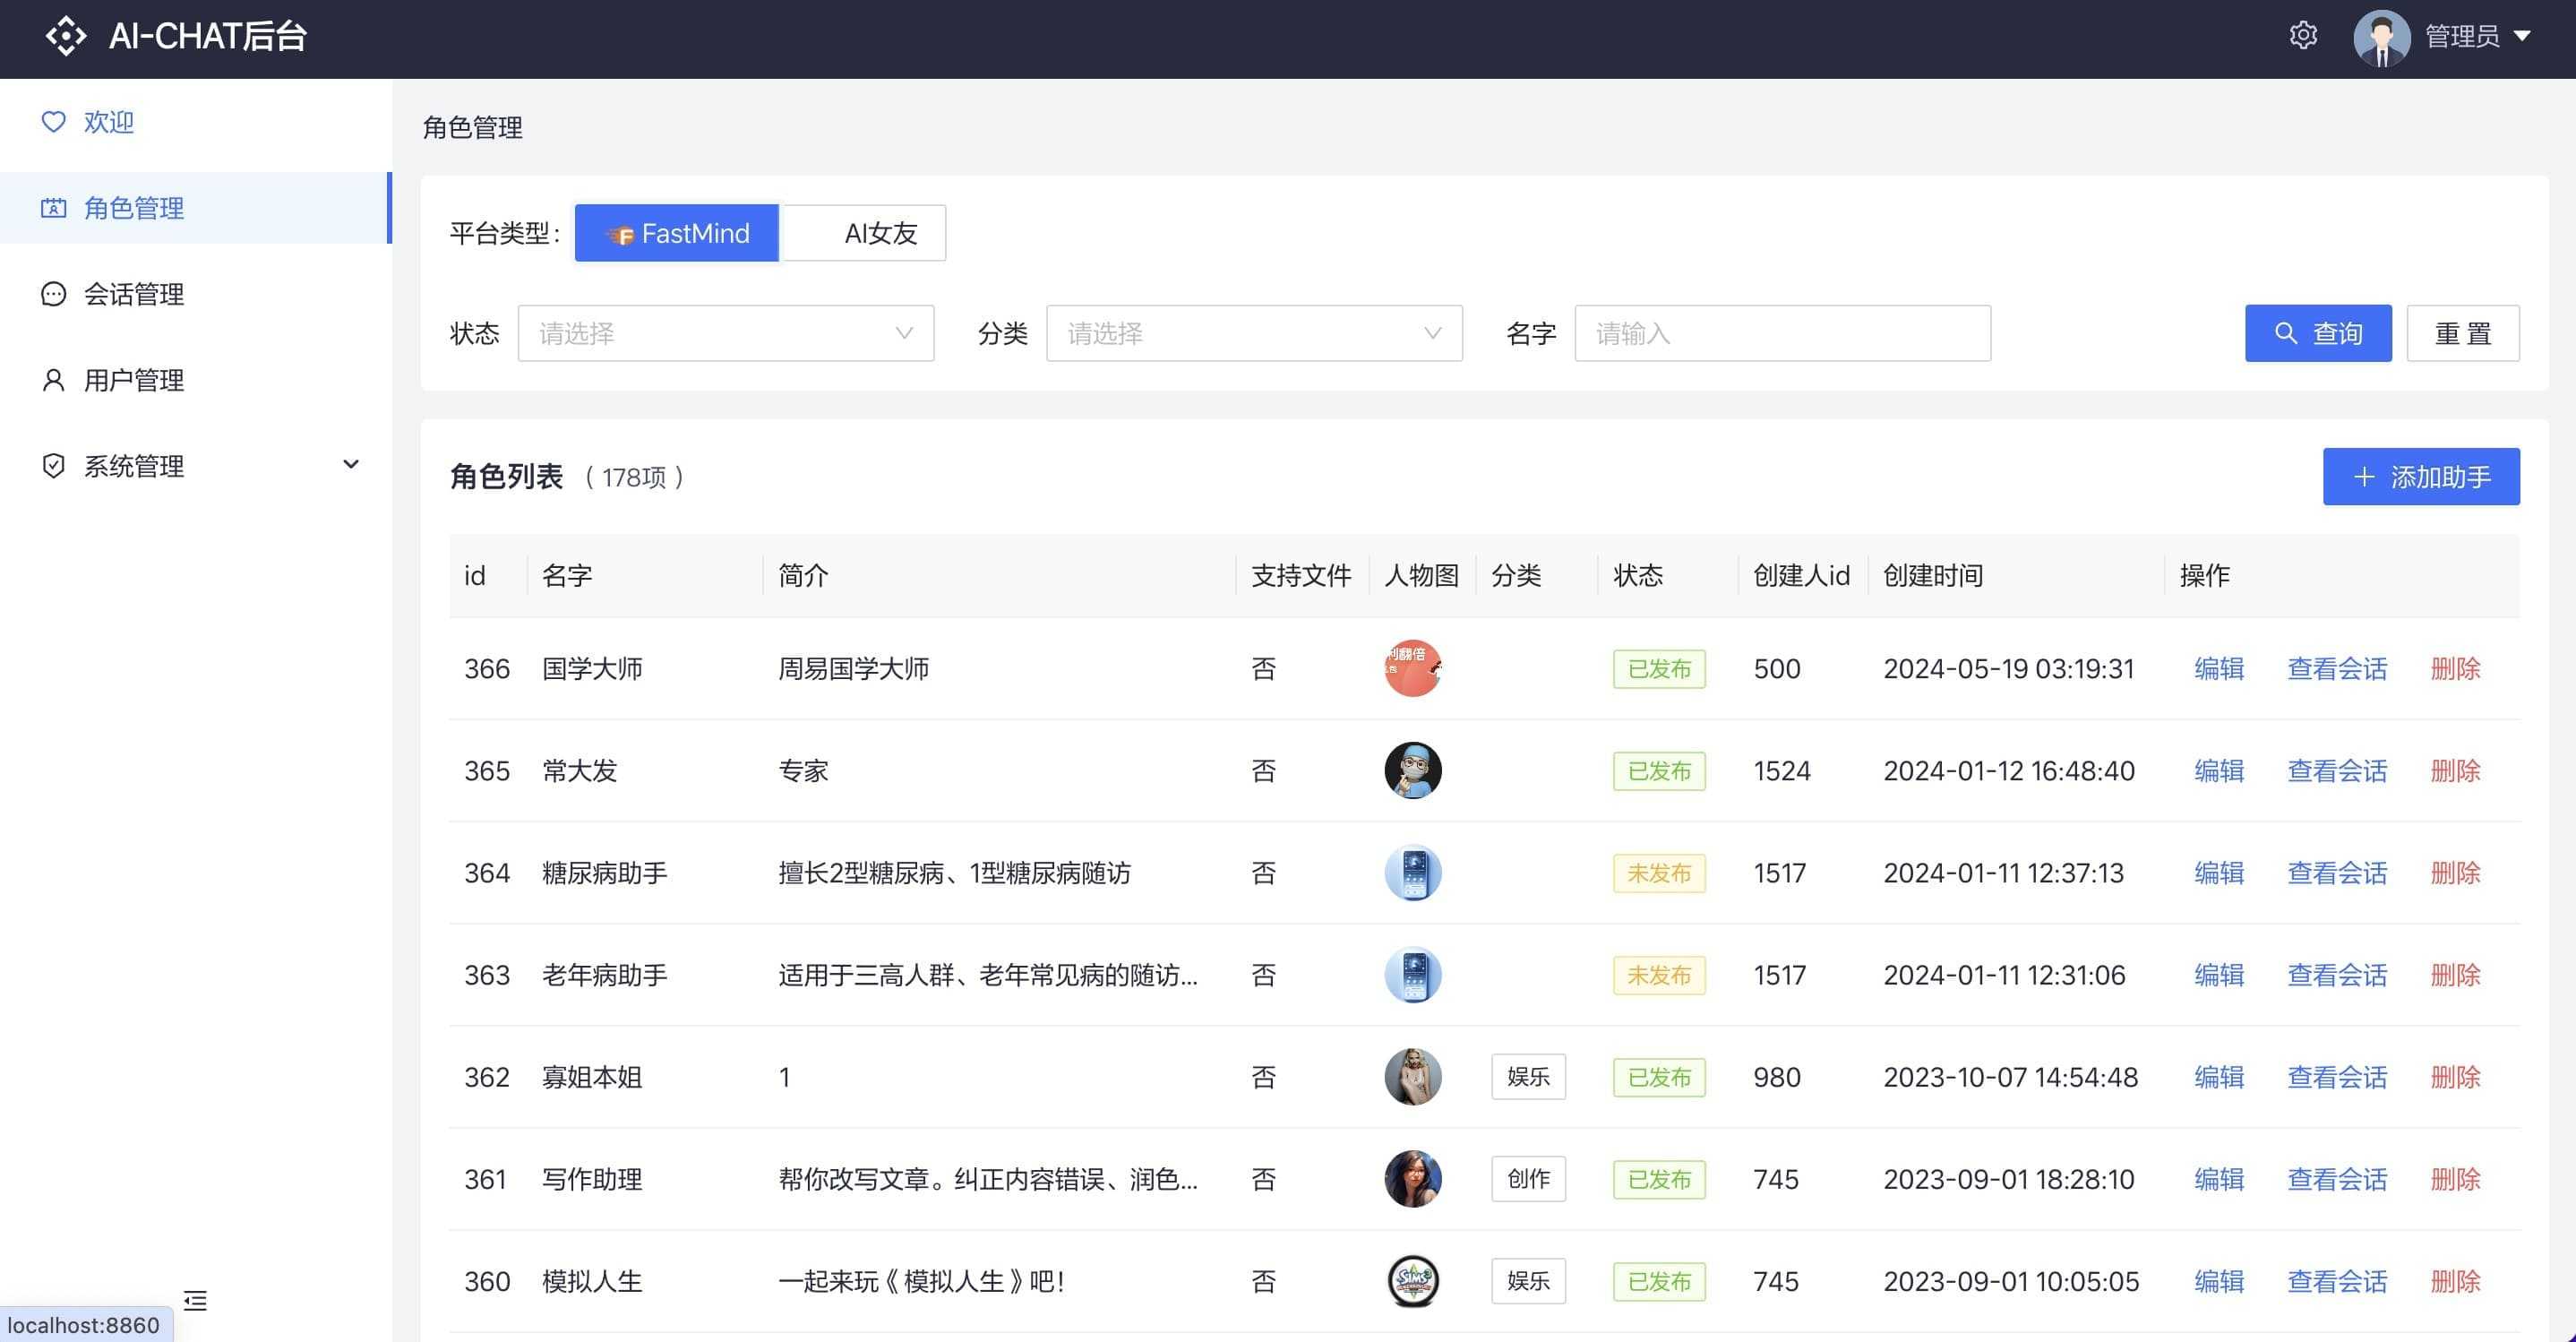 AI-CHAT后台
管理员
欢迎
角色管理
会话管理
用户管理
系统管理
角色管理
平台类型: FastMind AI女友
状态 请选择 分类 请选择 名字 请输入 查询 重 置
角色列表 ( 178项 ) 添加助手
id 名字 简介 支持文件 人物图 分类 状态 创建人id 创建时间 操作
366 国学大师 周易国学大师 否 利翻倍 已发布 500 2024-05-19 03:19:31 编辑 查看会话 删除
365 常大发 专家 否 已发布 1524 2024-01-12 16:48:40 编辑 查看会话 删除
364 糖尿病助手 擅长2型糖尿病、1型糖尿病随访 否 未发布 1517 2024-01-11 12:37:13 编辑 查看会话 删除
363 老年病助手 适用于三高人群、老年常见病的随访... 否 未发布 1517 2024-01-11 12:31:06 编辑 查看会话 删除
362 寡姐本姐 1 否 娱乐 已发布 980 2023-10-07 14:54:48 编辑 查看会话 删除
361 写作助理 帮你改写文章。纠正内容错误、润色... 否 创作 已发布 745 2023-09-01 18:28:10 编辑 查看会话 删除
360 模拟人生 一起来玩《模拟人生》吧！ 否 娱乐 已发布 745 2023-09-01 10:05:05 编辑 查看会话 删除
localhost:8860